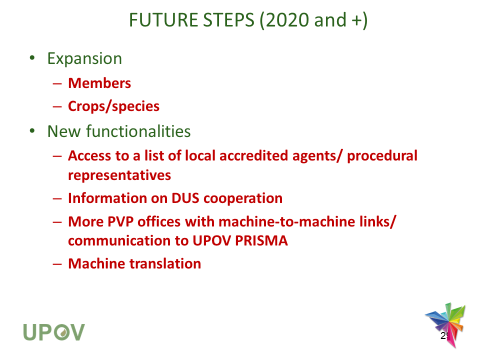 FUTURE STEPS (2020 and +)
• Expansion
– Members
– Crops/species
• New functionalities
– Access to a list of local accredited agents/ procedural
representatives
– Information on DUS cooperation
– More PVP offices with machine-to-machine links/
communication to UPOV PRISMA
– Machine translation
UPOV